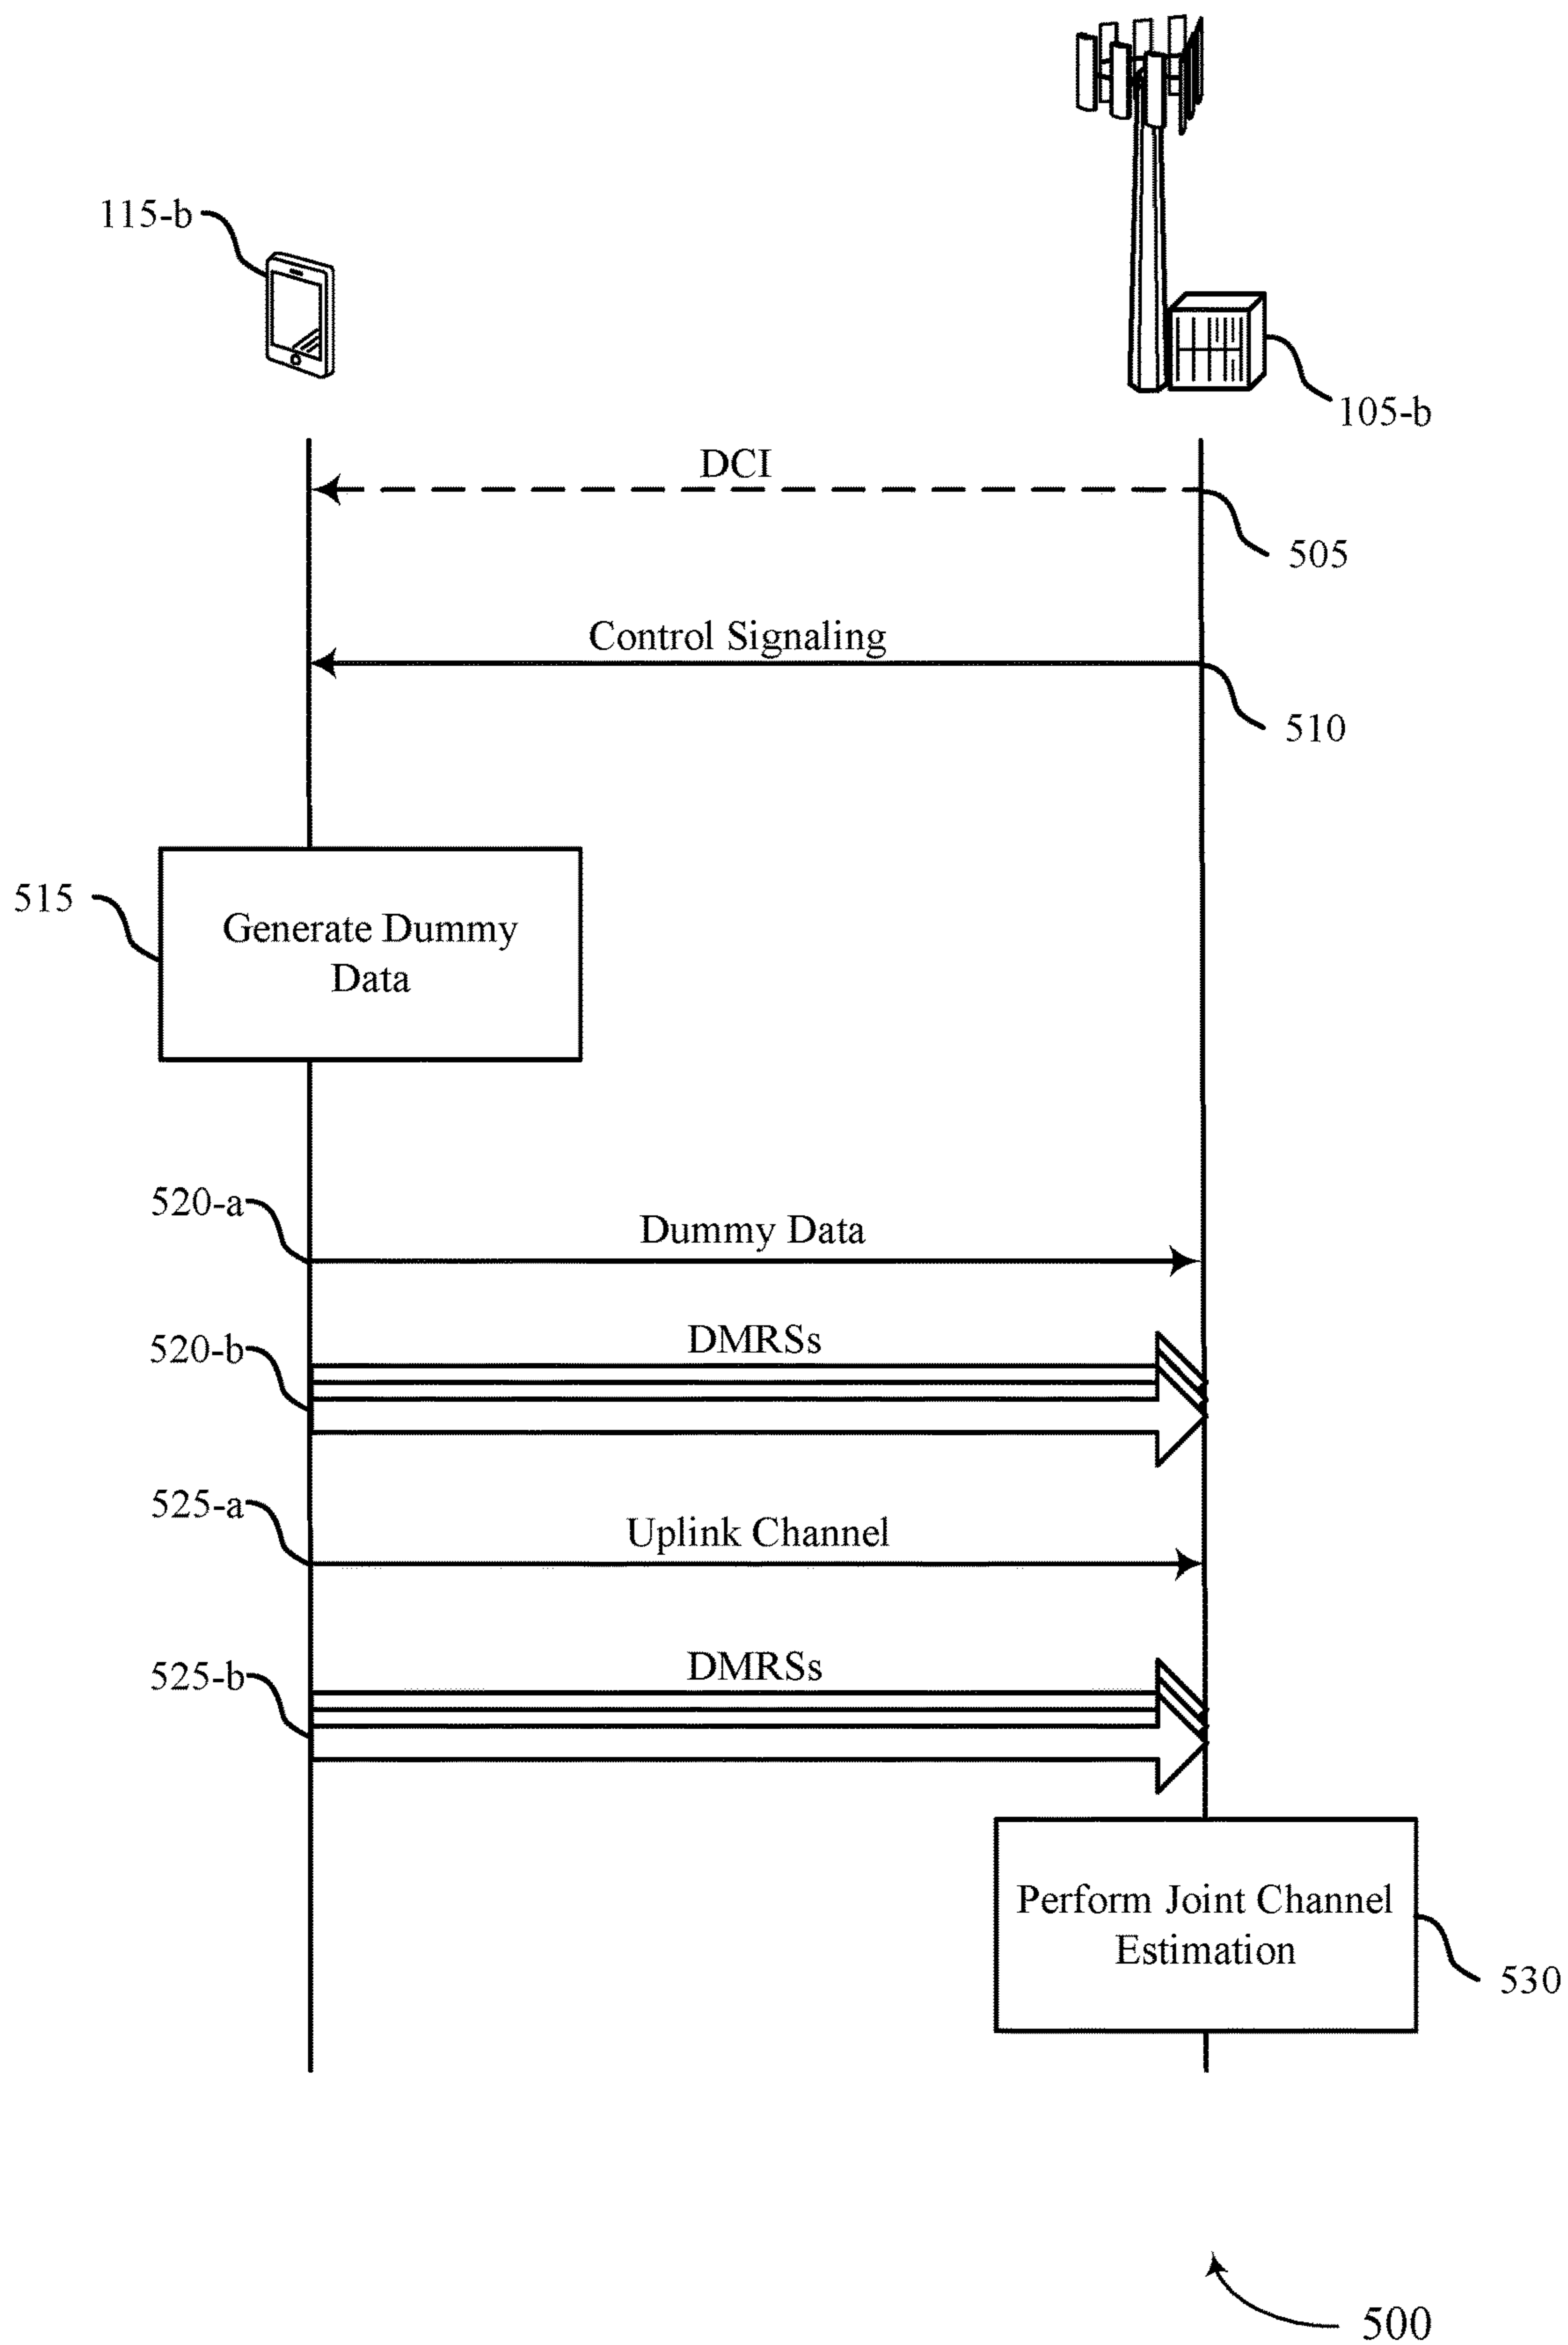 115-b
105-b
DCI
505
Control Signaling
510
515
Generate Dummy
Data
520-a
Dummy Data
520-b
DMRSs
525-a
Uplink Channel
525-b
DMRSs
Perform Joint Channel
Estimation
530
500